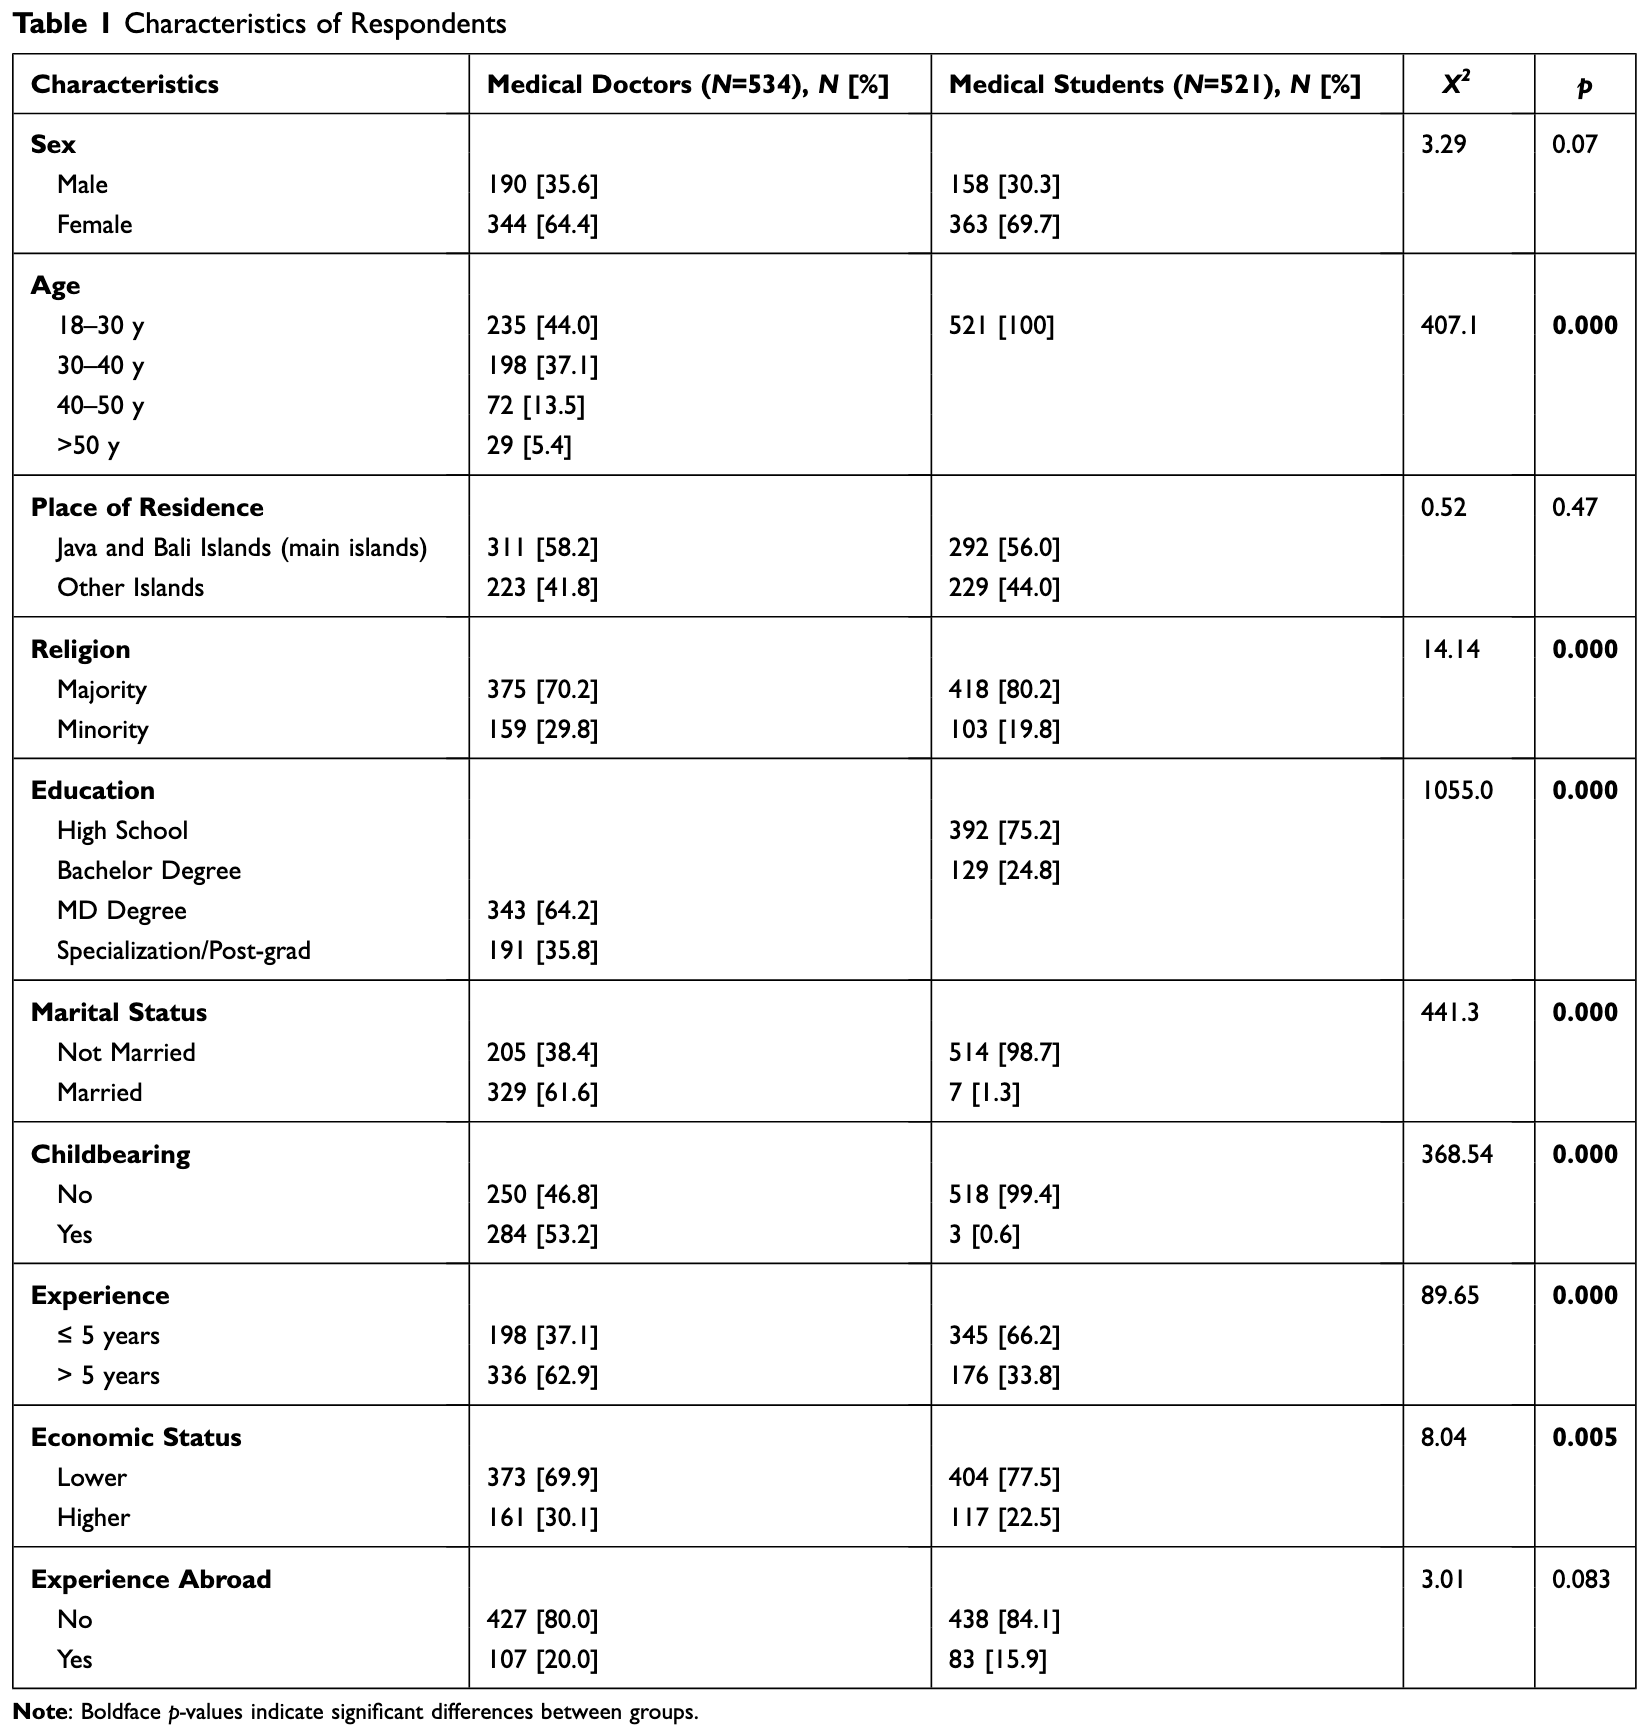 Table 1 Characteristics of Respondents
Characteristics Medical Doctors (N=534), N [%] Medical Students (N=521), N [%] X² p
Sex 3.29 0.07
Male 190 [35.6] 158 [30.3]
Female 344 [64.4] 363 [69.7]
Age
18–30 y 235 [44.0] 521 [100] 407.1 0.000
30–40 y 198 [37.1]
40–50 y 72 [13.5]
>50 y 29 [5.4]
Place of Residence 0.52 0.47
Java and Bali Islands (main islands) 311 [58.2] 292 [56.0]
Other Islands 223 [41.8] 229 [44.0]
Religion 14.14 0.000
Majority 375 [70.2] 418 [80.2]
Minority 159 [29.8] 103 [19.8]
Education 1055.0 0.000
High School 392 [75.2]
Bachelor Degree 129 [24.8]
MD Degree 343 [64.2]
Specialization/Post-grad 191 [35.8]
Marital Status 441.3 0.000
Not Married 205 [38.4] 514 [98.7]
Married 329 [61.6] 7 [1.3]
Childbearing 368.54 0.000
No 250 [46.8] 518 [99.4]
Yes 284 [53.2] 3 [0.6]
Experience 89.65 0.000
≤ 5 years 198 [37.1] 345 [66.2]
> 5 years 336 [62.9] 176 [33.8]
Economic Status 8.04 0.005
Lower 373 [69.9] 404 [77.5]
Higher 161 [30.1] 117 [22.5]
Experience Abroad 3.01 0.083
No 427 [80.0] 438 [84.1]
Yes 107 [20.0] 83 [15.9]
Note: Boldface p-values indicate significant differences between groups.